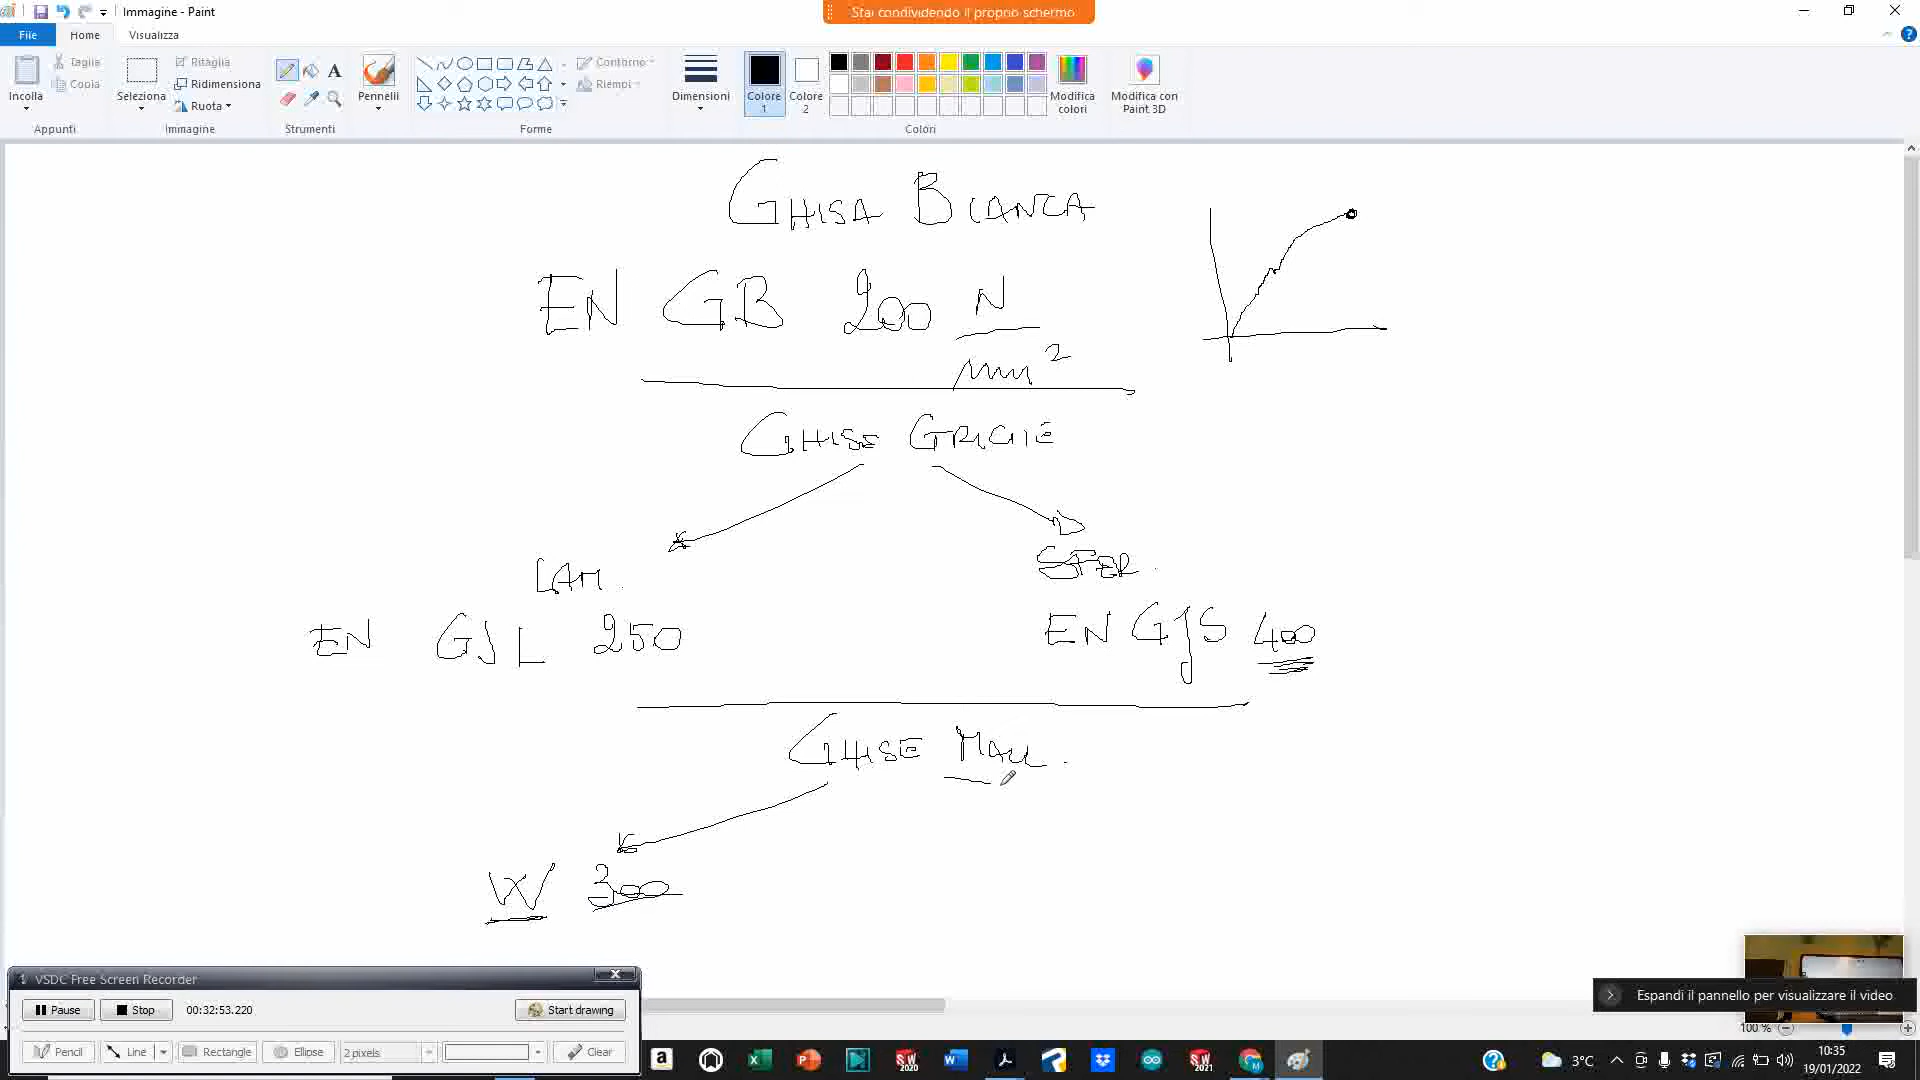 Immagine - Paint
Stai condividendo il proprio schermo
File Home Visualizza
Incolla
Taglia
Copia
Appunti
Seleziona
Ritaglia
Ridimensiona
Ruota
Immagine
A
Strumenti
Pennelli
Contorno
Riempi
Forme
Dimensioni
Colore 1
Colore 2
Modifica colori
Modifica con Paint 3D
Colori
GHISA BIANCA
EN GB 200 N
mm²
GHISE GRIGIE
LAM.
SFER.
EN GJL 250
EN GJS 400
GHISE MALL.
W 300
VSDC Free Screen Recorder
Pause Stop 00:32:53.220 Start drawing
Pencil Line Rectangle Ellipse 2 pixels Clear
Espandi il pannello per visualizzare il video
100 %
3°C
10:35
19/01/2022